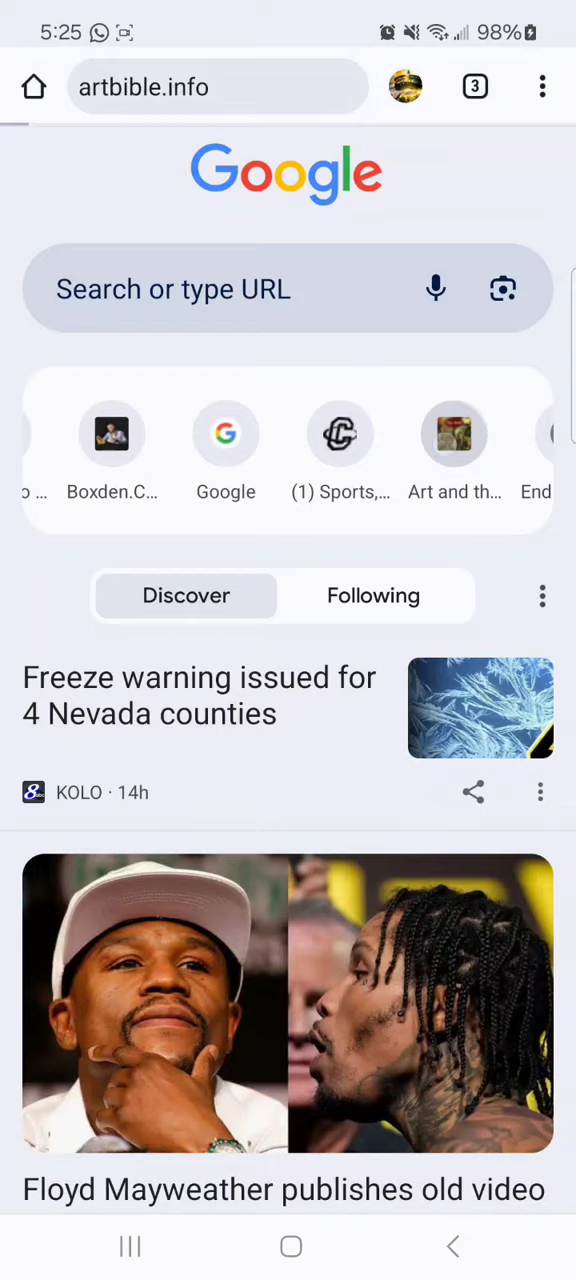 5:25 98%
artbible.info 3
Google
Search or type URL
o ... Boxden.C... Google (1) Sports,... Art and th... End
Discover Following
Freeze warning issued for
4 Nevada counties
8 KOLO · 14h
Floyd Mayweather publishes old video